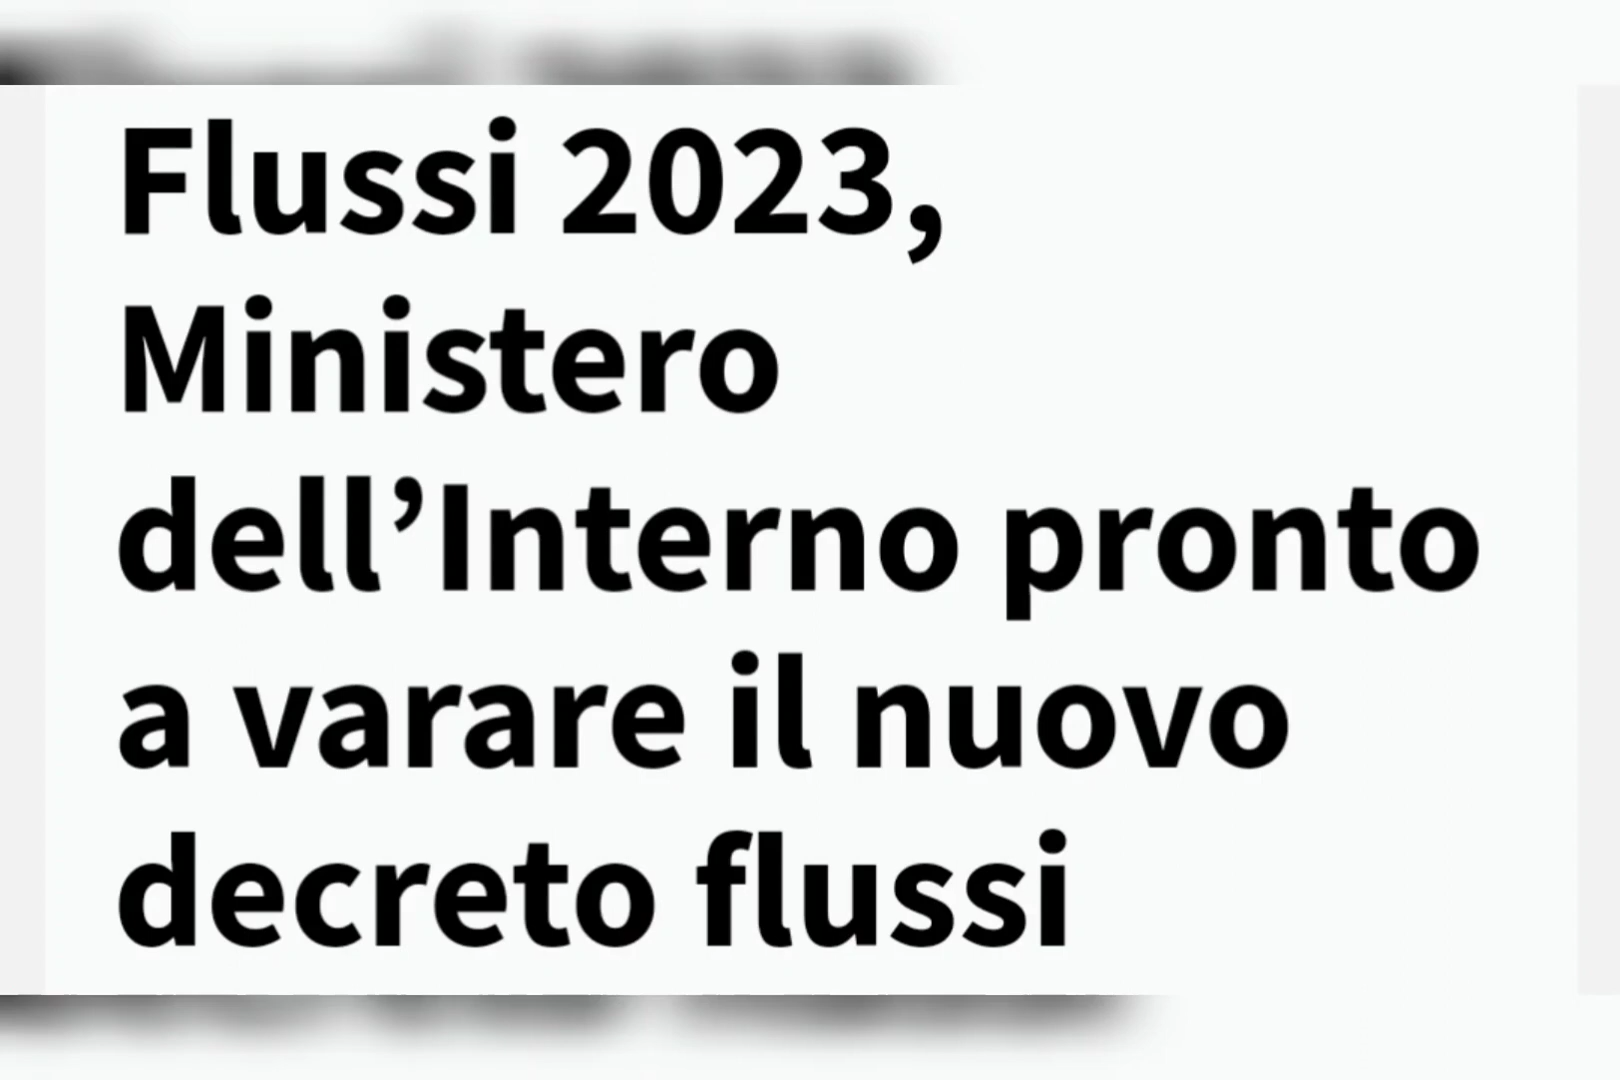 Flussi 2023,
Ministero
dell’Interno pronto
a varare il nuovo
decreto flussi